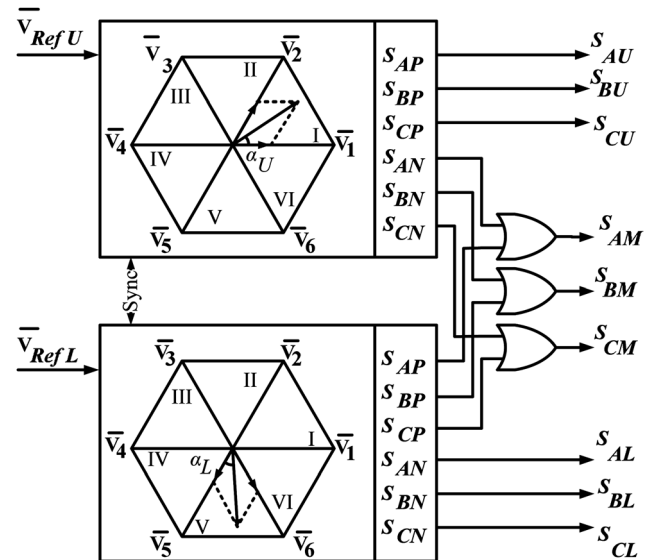 V̅ Ref U
V̅3 V̅2
II
III
I
V̅4 V̅1
IV
αU
V VI
V̅5 V̅6
SAP
SBP
SCP
SAN
SBN
SCN
SAU
SBU
SCU
SAM
SBM
SCM
Sync
V̅ Ref L
V̅3 V̅2
II
III
I
V̅4 V̅1
IV
αL
V VI
V̅5 V̅6
SAP
SBP
SCP
SAN
SBN
SCN
SAL
SBL
SCL